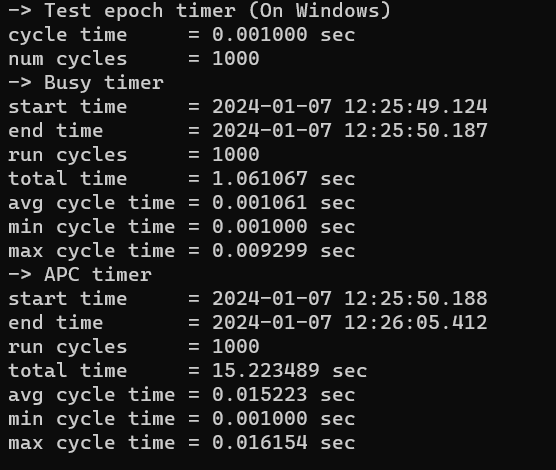 -> Test epoch timer (On Windows)
cycle time     = 0.001000 sec
num cycles     = 1000
-> Busy timer
start time     = 2024-01-07 12:25:49.124
end time       = 2024-01-07 12:25:50.187
run cycles     = 1000
total time     = 1.061067 sec
avg cycle time = 0.001061 sec
min cycle time = 0.001000 sec
max cycle time = 0.009299 sec
-> APC timer
start time     = 2024-01-07 12:25:50.188
end time       = 2024-01-07 12:26:05.412
run cycles     = 1000
total time     = 15.223489 sec
avg cycle time = 0.015223 sec
min cycle time = 0.001000 sec
max cycle time = 0.016154 sec